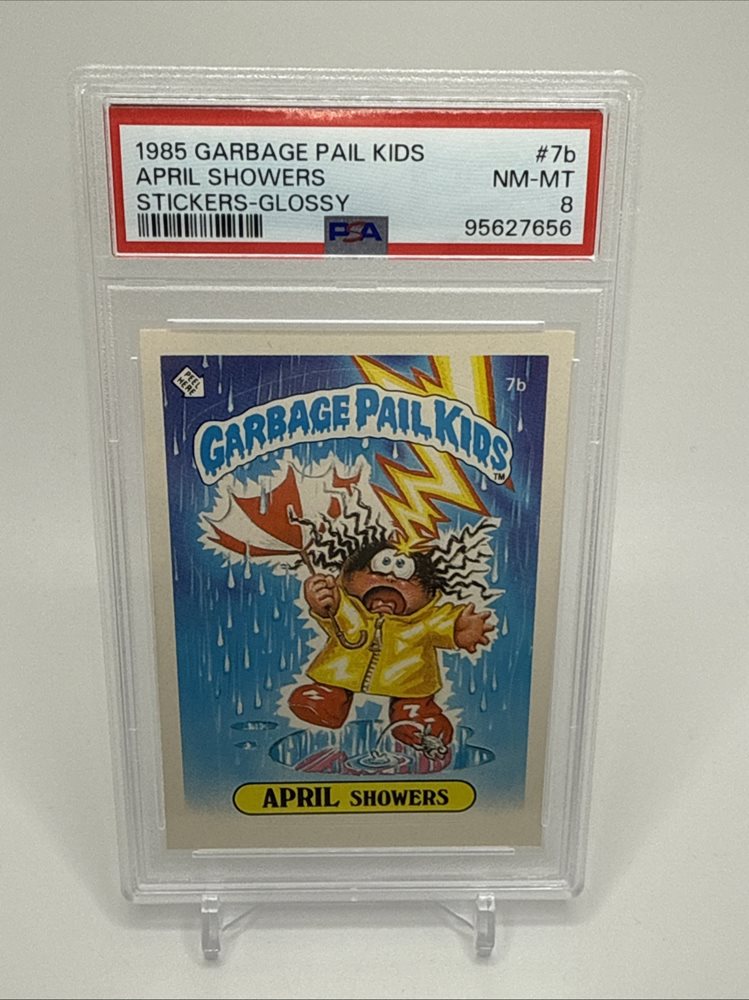 1985 GARBAGE PAIL KIDS #7b
APRIL SHOWERS NM-MT
STICKERS-GLOSSY 8
PSA 95627656
PEEL HERE
7b
GARBAGE PAIL KIDS™
APRIL SHOWERS